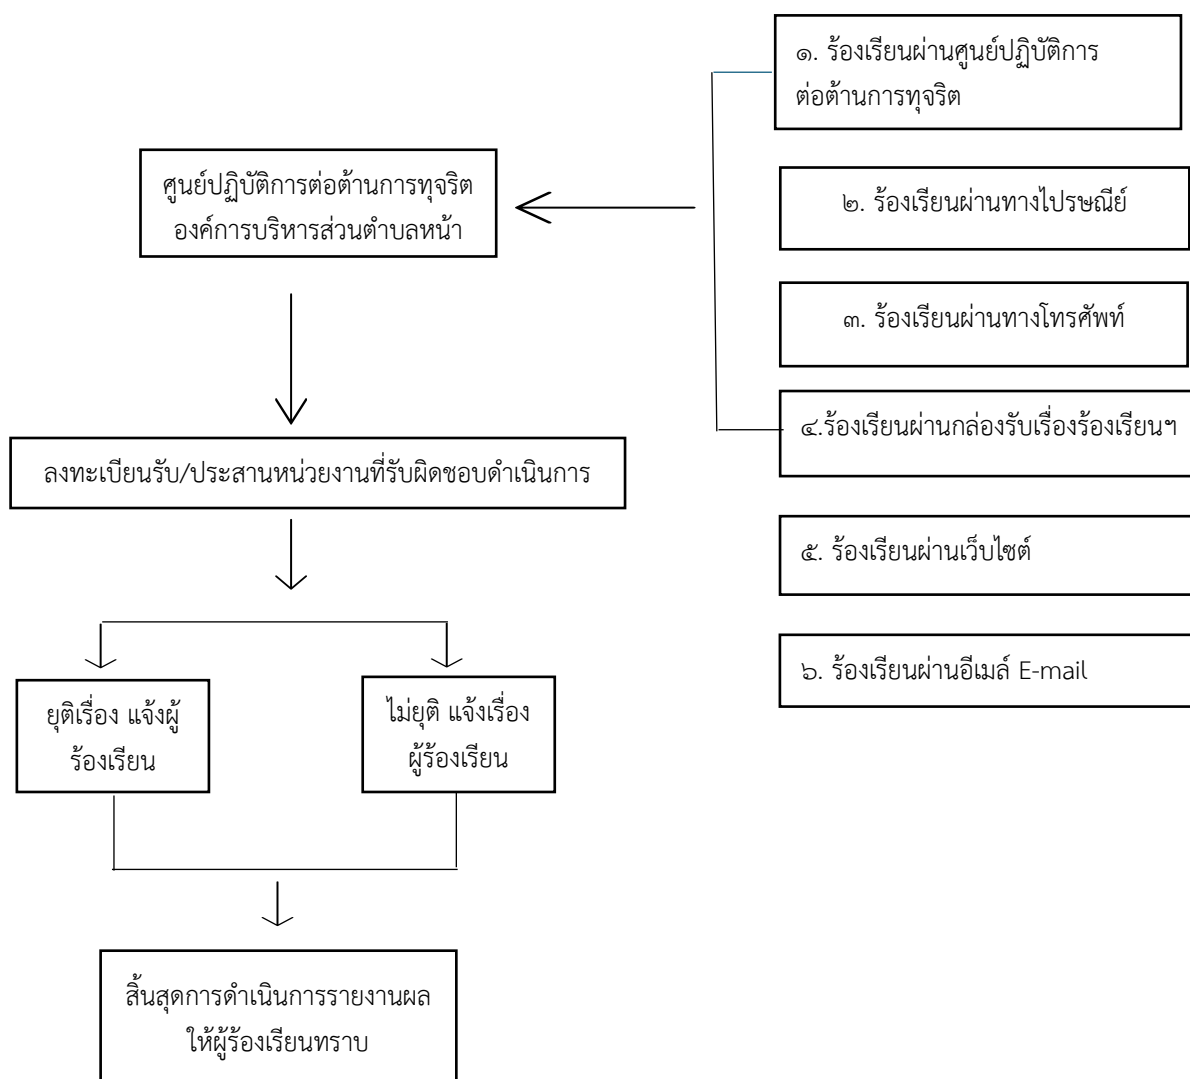 ๑. ร้องเรียนผ่านศูนย์ปฏิบัติการ
ต่อต้านการทุจริต
ศูนย์ปฏิบัติการต่อต้านการทุจริต
องค์การบริหารส่วนตำบลหน้า
๒. ร้องเรียนผ่านทางไปรษณีย์
๓. ร้องเรียนผ่านทางโทรศัพท์
๔.ร้องเรียนผ่านกล่องรับเรื่องร้องเรียนฯ
ลงทะเบียนรับ/ประสานหน่วยงานที่รับผิดชอบดำเนินการ
๕. ร้องเรียนผ่านเว็บไซต์
๖. ร้องเรียนผ่านอีเมล์ E-mail
ยุติเรื่อง แจ้งผู้
ร้องเรียน
ไม่ยุติ แจ้งเรื่อง
ผู้ร้องเรียน
สิ้นสุดการดำเนินการรายงานผล
ให้ผู้ร้องเรียนทราบ